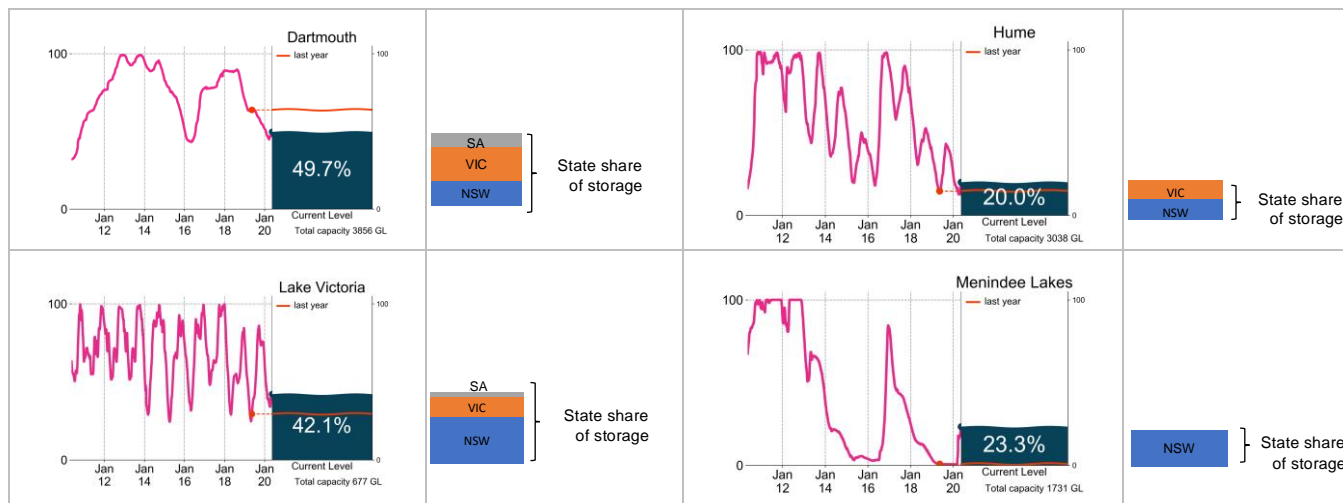 Dartmouth
last year
100
100
49.7%
0
0
Jan Jan Jan Jan Jan
12 14 16 18 20
Current Level
Total capacity 3856 GL
SA
VIC
NSW
State share
of storage
Hume
last year
100
100
20.0%
0
0
Jan Jan Jan Jan Jan
12 14 16 18 20
Current Level
Total capacity 3038 GL
VIC
NSW
State share
of storage
Lake Victoria
last year
100
100
42.1%
0
0
Jan Jan Jan Jan Jan
12 14 16 18 20
Current Level
Total capacity 677 GL
SA
VIC
NSW
State share
of storage
Menindee Lakes
last year
100
100
23.3%
0
0
Jan Jan Jan Jan Jan
12 14 16 18 20
Current Level
Total capacity 1731 GL
NSW
State share
of storage